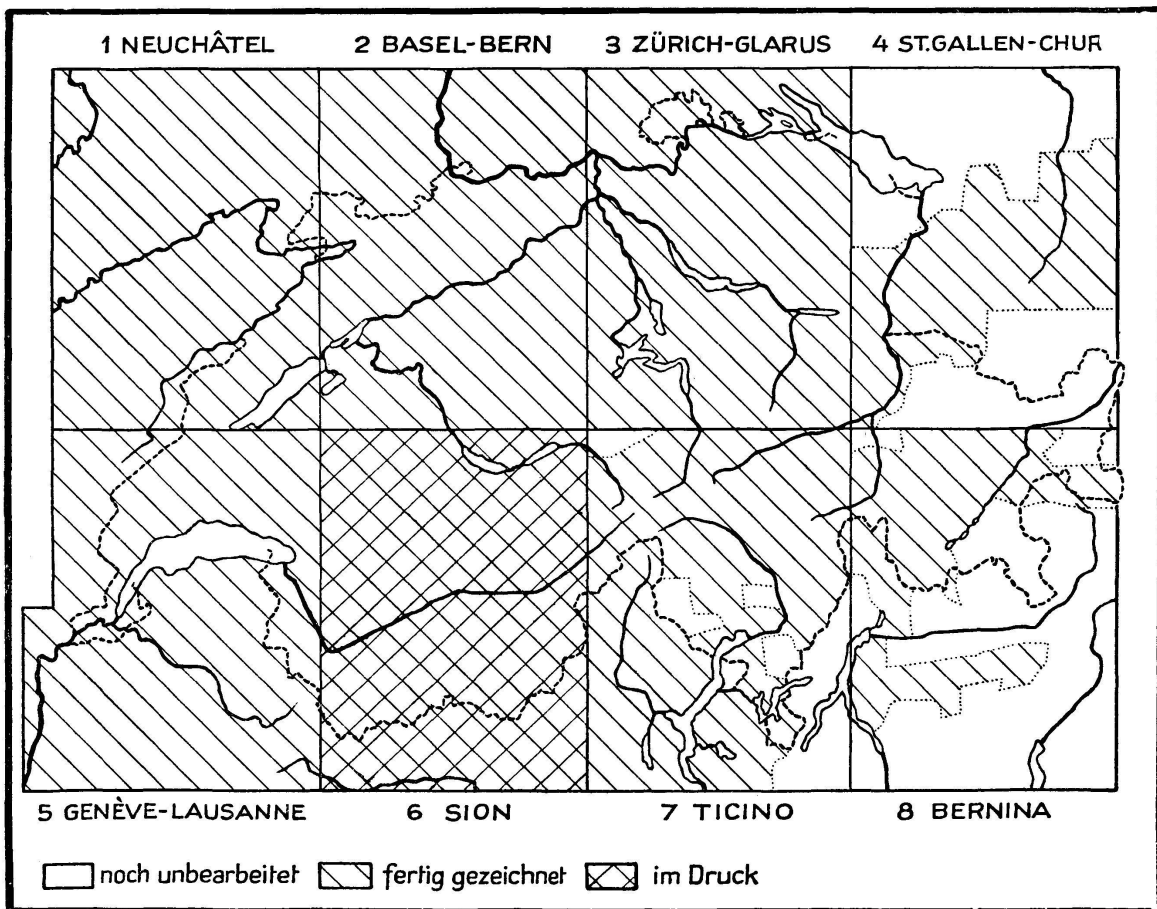 1 NEUCHÂTEL 2 BASEL-BERN 3 ZÜRICH-GLARUS 4 ST.GALLEN-CHUR
5 GENÈVE-LAUSANNE 6 SION 7 TICINO 8 BERNINA
noch unbearbeitet fertig gezeichnet im Druck